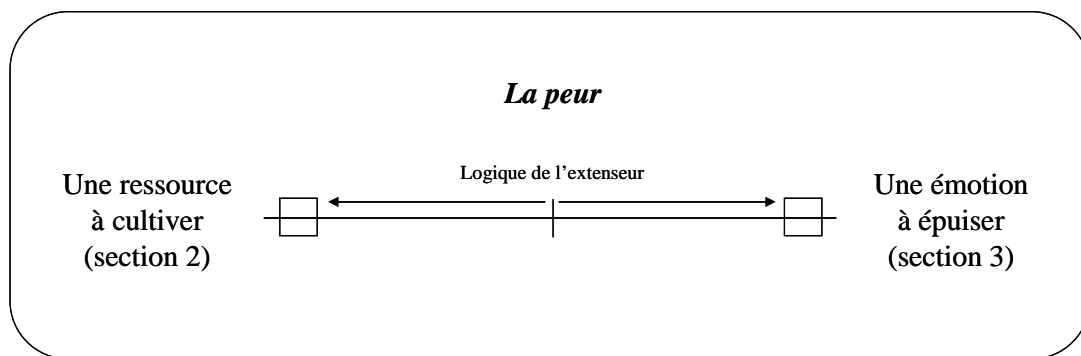 La peur
Logique de l'extenseur
Une ressource
à cultiver
(section 2)
Une émotion
à épuiser
(section 3)